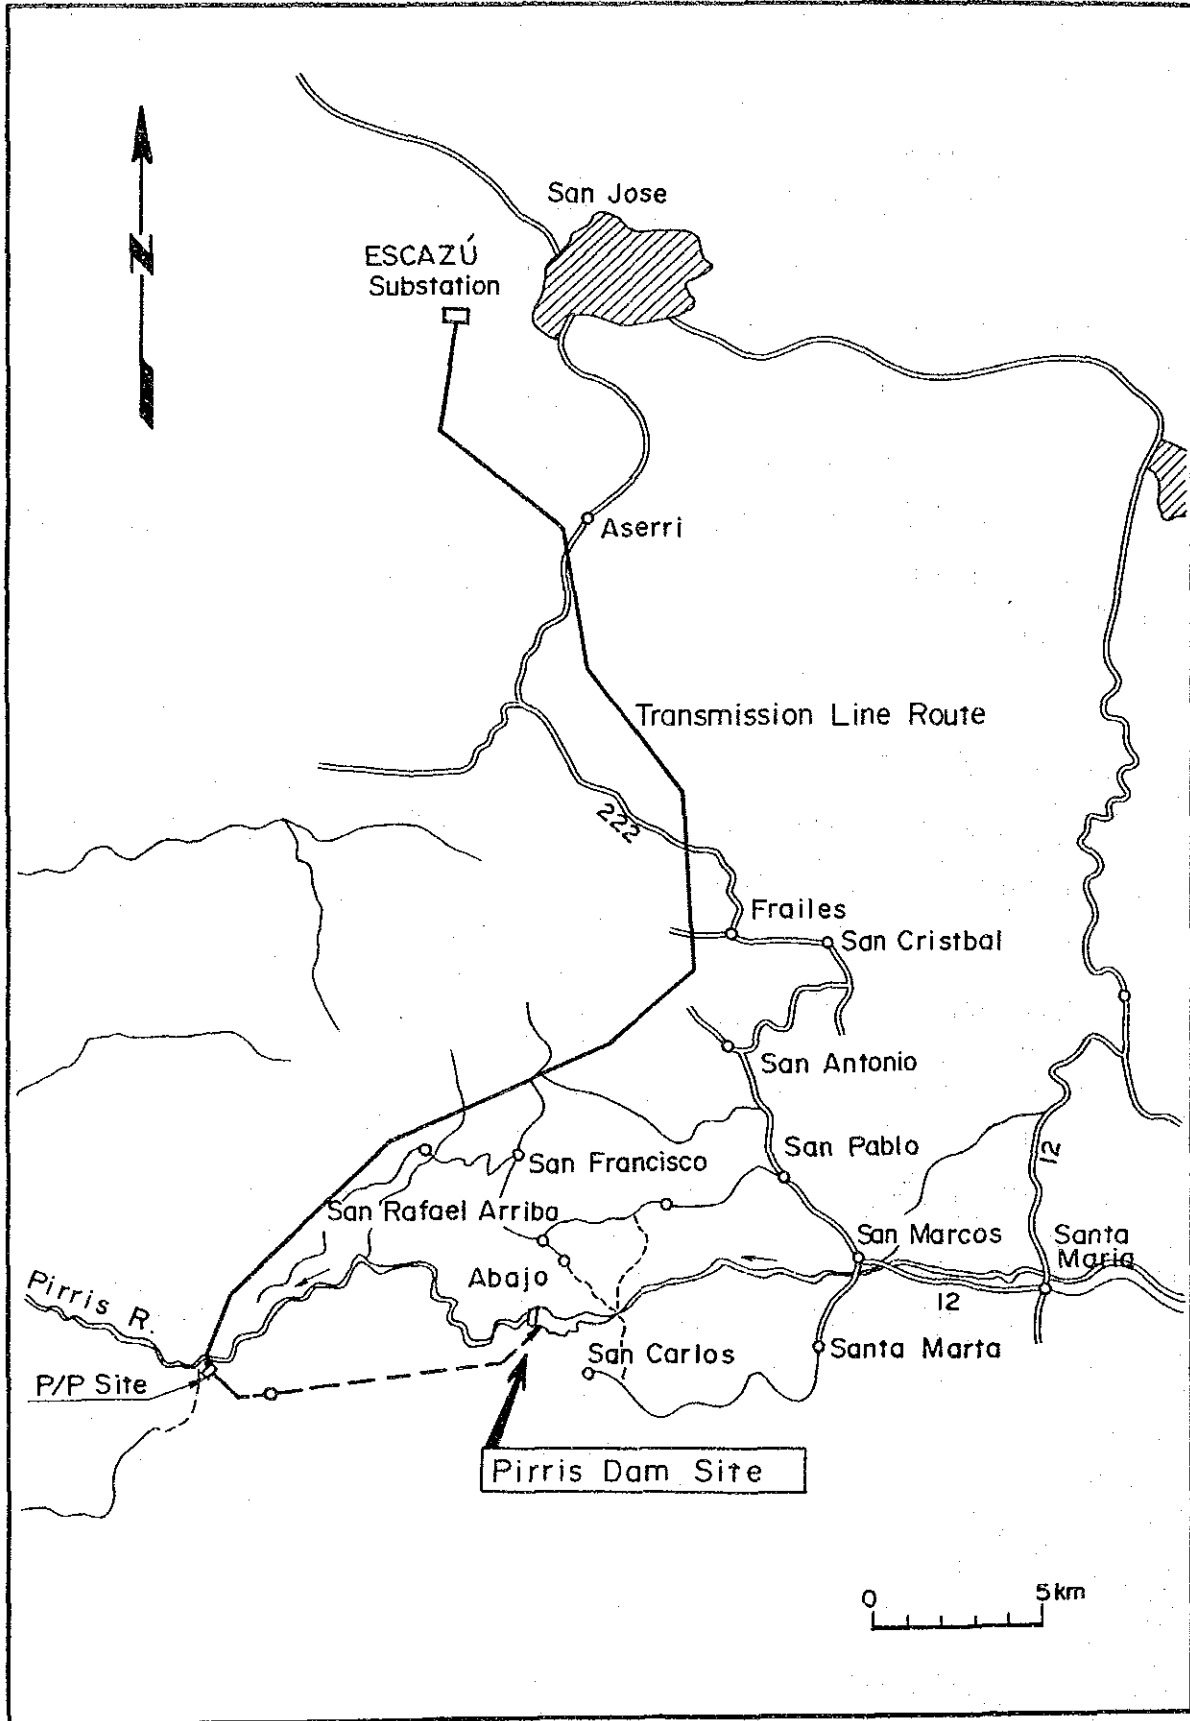 San Jose
N
ESCAZÚ
Substation
Aserri
Transmission Line Route
222
Frailes
San Cristbal
San Antonio
San Pablo
12
San Francisco
San Rafael Arriba
San Marcos
Santa
Maria
Abajo
Pirris R.
12
San Carlos
Santa Marta
P/P Site
Pirris Dam Site
0 5km